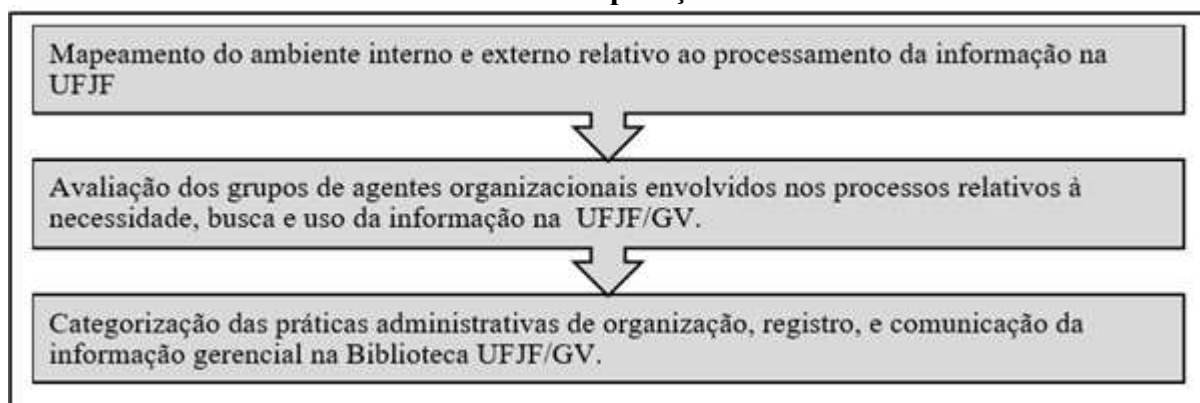 Mapeamento do ambiente interno e externo relativo ao processamento da informação na
UFJF
Avaliação dos grupos de agentes organizacionais envolvidos nos processos relativos à
necessidade, busca e uso da informação na UFJF/GV.
Categorização das práticas administrativas de organização, registro, e comunicação da
informação gerencial na Biblioteca UFJF/GV.